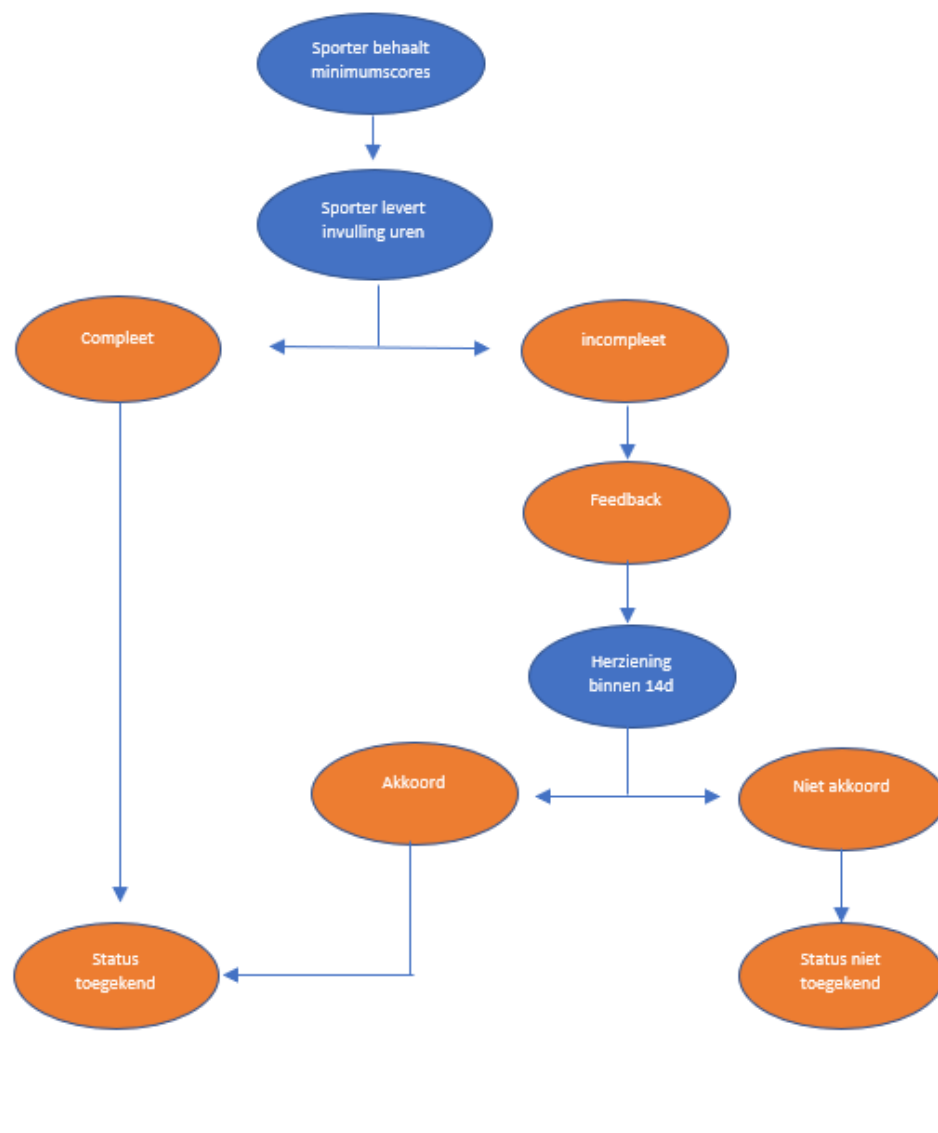 Sporter behaalt
minimumscores
Sporter levert
invulling uren
Compleet
incompleet
Feedback
Herziening
binnen 14d
Akkoord
Niet akkoord
Status
toegekend
Status niet
toegekend